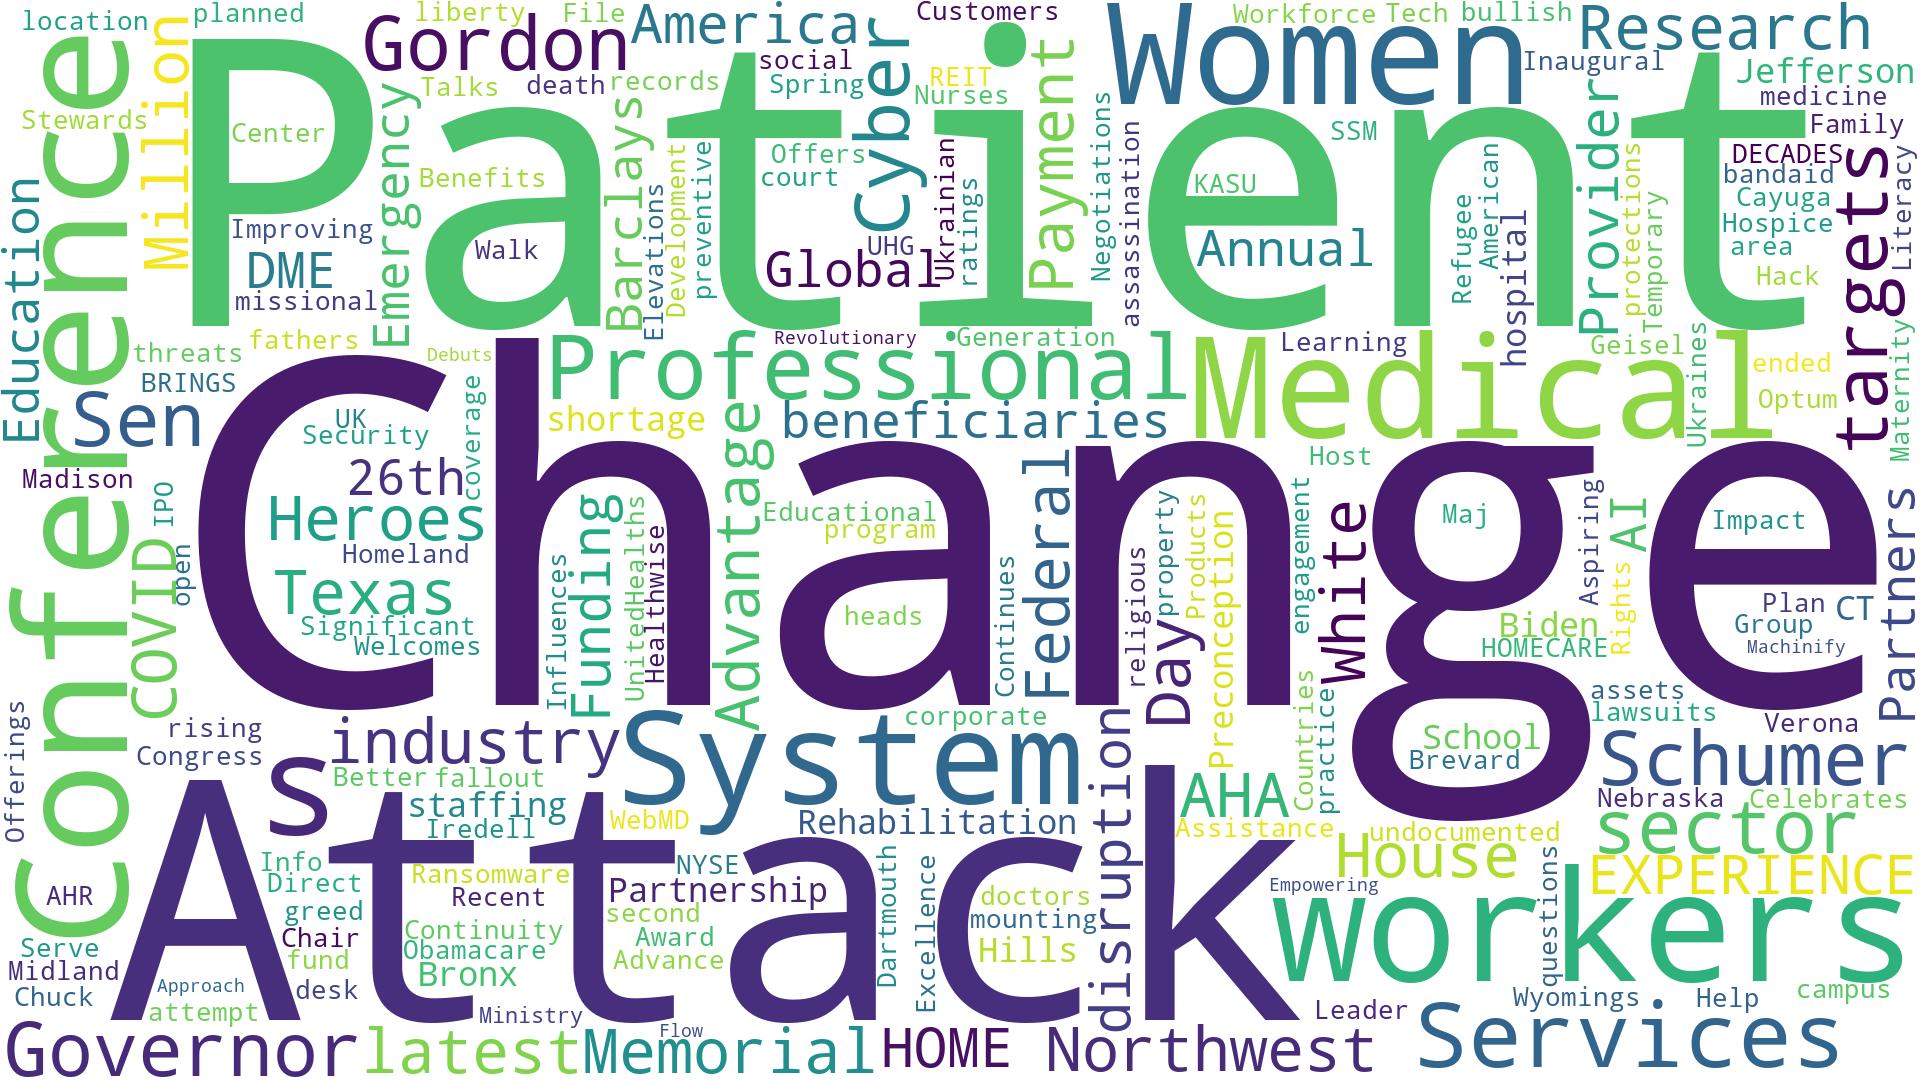 location
planned
Million
Gordon
liberty
File
America
Customers
Cyber
Women
Workforce
Tech
bullish
Research
Conference
Patient
Talks
death
records
social
Spring
REIT
Nurses
Payment
Inaugural
Jefferson
medicine
Stewards
Center
Emergency
Barclays
Offers
court
SSM
Provider
Family
DECADES
bandaid
Cayuga
Hospice
area
Hack
targets
Literacy
Education
Benefits
Elevations
Development
preventive
Ukrainian
ratings
Negotiations
assassination
KASU
Annual
Refugee
American
hospital
protections
Temporary
Improving
DME
missional
Walk
UHG
Global
threats
fathers
BRINGS
Debuts
Revolutionary
Generation
Professional
Learning
Medical
Geisel
Ukraines
ended
Optum
Maternity
Sen
UK
Security
coverage
shortage
Advantage
beneficiaries
Host
Madison
IPO
COVID
open
26th
Heroes
Homeland
Texas
Significant
Welcomes
Change
Influences
Funding
UnitedHealths
Healthwise
Educational
program
heads
Continues
Federal
religious
Day
property
Products
Preconception
engagement
White
Maj
Aspiring
Rights
AI
Impact
Biden
HOMECARE
Plan
CT
Group
Machinify
Partners
Offerings
rising
Congress
s
industry
Better
fallout
System
corporate
disruption
Countries
practice
School
Brevard
assets
lawsuits
Verona
Schumer
staffing
Iredell
WebMD
Rehabilitation
AHA
Assistance
undocumented
Nebraska
Celebrates
sector
Attack
Info
Direct
greed
Chair
fund
desk
Ransomware
Recent
Continuity
Obamacare
Bronx
NYSE
Partnership
second
Award
Advance
Dartmouth
Excellence
doctors
mounting
Hills
House
Empowering
EXPERIENCE
workers
questions
AHR
Serve
Midland
Chuck
Approach
attempt
Ministry
Flow
Leader
Wyomings
Help
campus
Governor
latest
Memorial
HOME
Northwest
Services